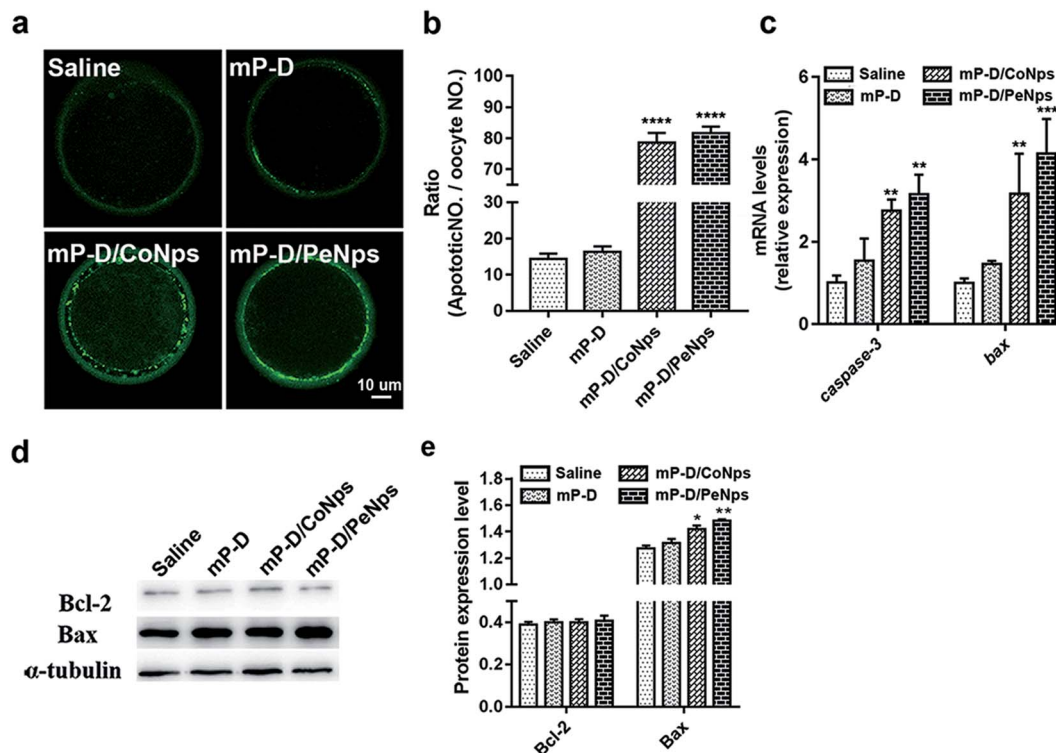 a
Saline
mP-D
mP-D/CoNps
mP-D/PeNps
10 um
b
Ratio
(ApototicNO. / oocyte NO.)
100
90
80
70
60
30
20
10
0
****
****
Saline
mP-D
mP-D/CoNps
mP-D/PeNps
c
Saline
mP-D/CoNps
mP-D
mP-D/PeNps
mRNA levels
(relative expression)
6
4
2
0
**
**
**
***
caspase-3
bax
d
Saline
mP-D
mP-D/CoNps
mP-D/PeNps
Bcl-2
Bax
α-tubulin
e
Saline
mP-D/CoNps
mP-D
mP-D/PeNps
Protein expression level
1.8
1.6
1.4
1.2
1.0
0.6
0.4
0.2
0.0
*
**
Bcl-2
Bax